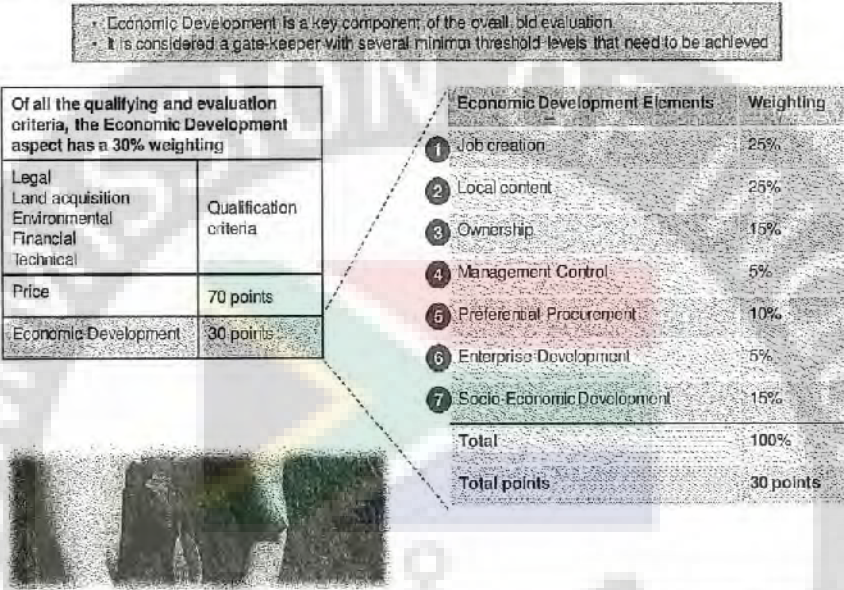 • Economic Development is a key component of the overall bid evaluation
• It is considered a gate-keeper with several minimum threshold levels that need to be achieved
Of all the qualifying and evaluation
criteria, the Economic Development
aspect has a 30% weighting
Legal
Land acquisition
Environmental
Financial
Technical
Qualification
criteria
Price
70 points
Economic Development
30 points
Economic Development Elements
Weighting
1 Job creation
25%
2 Local content
25%
3 Ownership
15%
4 Management Control
5%
5 Preferential Procurement
10%
6 Enterprise Development
5%
7 Socio-Economic Development
15%
Total
100%
Total points
30 points